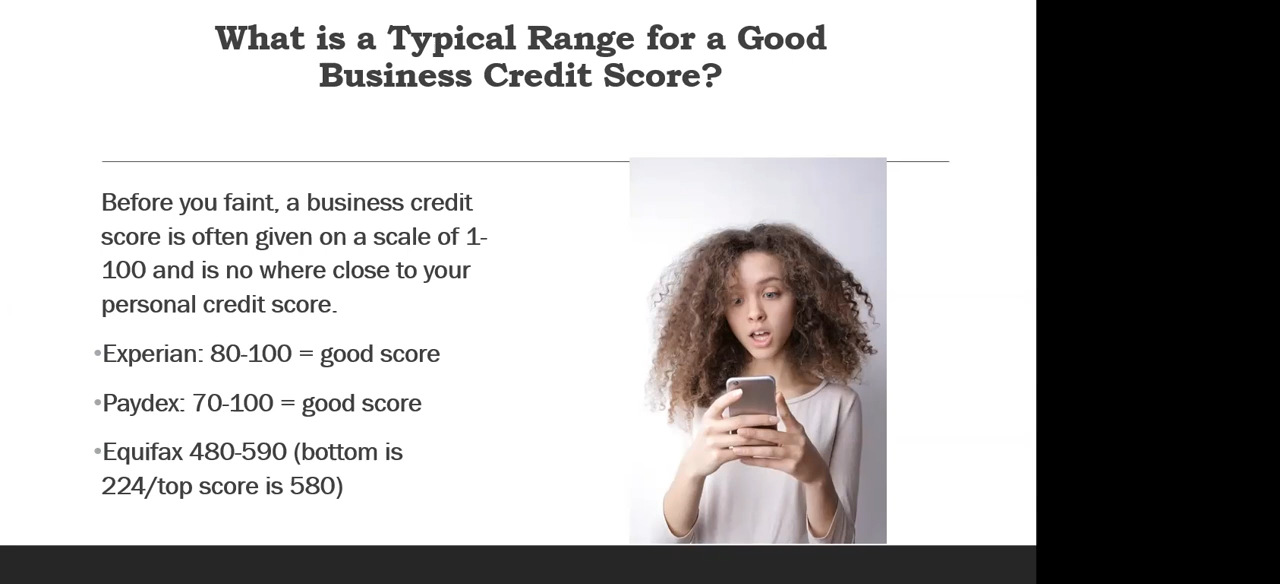 What is a Typical Range for a Good
Business Credit Score?
Before you faint, a business credit
score is often given on a scale of 1-
100 and is no where close to your
personal credit score.
•Experian: 80-100 = good score
•Paydex: 70-100 = good score
•Equifax 480-590 (bottom is
224/top score is 580)